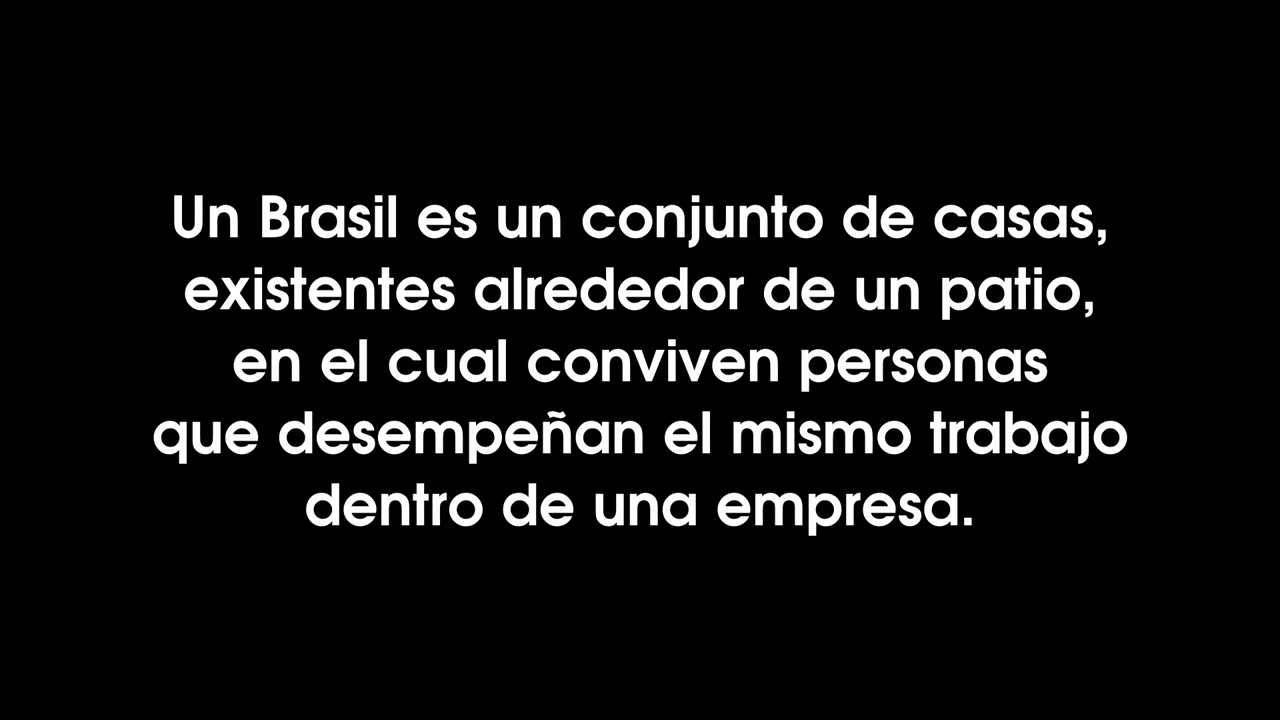 Un Brasil es un conjunto de casas,
existentes alrededor de un patio,
en el cual conviven personas
que desempeñan el mismo trabajo
dentro de una empresa.